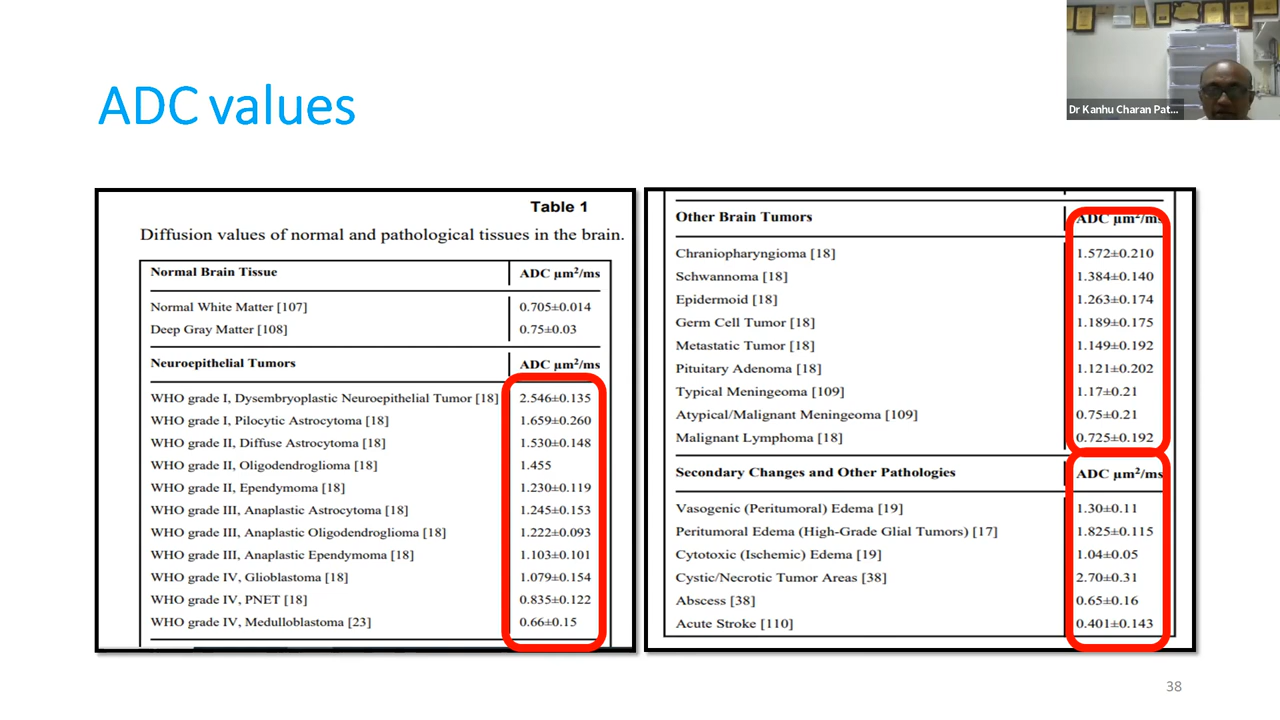 ADC values
Dr Kanhu Charan Pat...
Table 1
Diffusion values of normal and pathological tissues in the brain.
Normal Brain Tissue ADC µm²/ms
Normal White Matter [107] 0.705±0.014
Deep Gray Matter [108] 0.75±0.03
Neuroepithelial Tumors ADC µm²/ms
WHO grade I, Dysembryoplastic Neuroepithelial Tumor [18] 2.546±0.135
WHO grade I, Pilocytic Astrocytoma [18] 1.659±0.260
WHO grade II, Diffuse Astrocytoma [18] 1.530±0.148
WHO grade II, Oligodendroglioma [18] 1.455
WHO grade II, Ependymoma [18] 1.230±0.119
WHO grade III, Anaplastic Astrocytoma [18] 1.245±0.153
WHO grade III, Anaplastic Oligodendroglioma [18] 1.222±0.093
WHO grade III, Anaplastic Ependymoma [18] 1.103±0.101
WHO grade IV, Glioblastoma [18] 1.079±0.154
WHO grade IV, PNET [18] 0.835±0.122
WHO grade IV, Medulloblastoma [23] 0.66±0.15
Other Brain Tumors ADC µm²/ms
Chraniopharyngioma [18] 1.572±0.210
Schwannoma [18] 1.384±0.140
Epidermoid [18] 1.263±0.174
Germ Cell Tumor [18] 1.189±0.175
Metastatic Tumor [18] 1.149±0.192
Pituitary Adenoma [18] 1.121±0.202
Typical Meningeoma [109] 1.17±0.21
Atypical/Malignant Meningeoma [109] 0.75±0.21
Malignant Lymphoma [18] 0.725±0.192
Secondary Changes and Other Pathologies ADC µm²/ms
Vasogenic (Peritumoral) Edema [19] 1.30±0.11
Peritumoral Edema (High-Grade Glial Tumors) [17] 1.825±0.115
Cytotoxic (Ischemic) Edema [19] 1.04±0.05
Cystic/Necrotic Tumor Areas [38] 2.70±0.31
Abscess [38] 0.65±0.16
Acute Stroke [110] 0.401±0.143
38